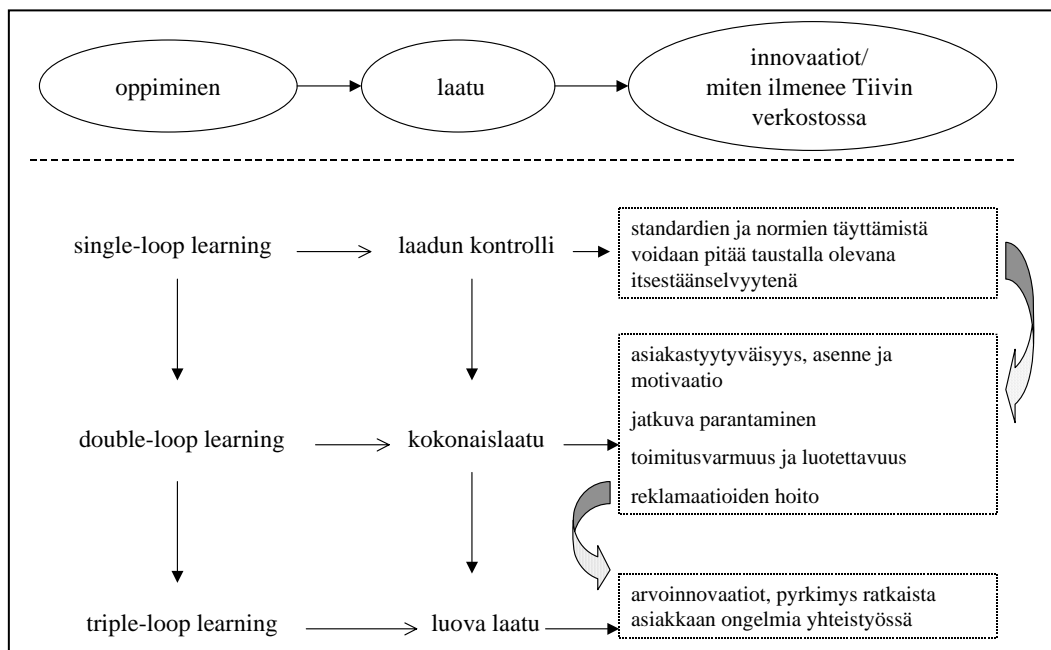 oppiminen
laatu
innovaatiot/
miten ilmenee Tiivin
verkostossa
single-loop learning
laadun kontrolli
standardien ja normien täyttämistä
voidaan pitää taustalla olevana
itsestäänselvyytenä
double-loop learning
kokonaislaatu
asiakastyytyväisyys, asenne ja
motivaatio
jatkuva parantaminen
toimitusvarmuus ja luotettavuus
reklamaatioiden hoito
triple-loop learning
luova laatu
arvoinnovaatiot, pyrkimys ratkaista
asiakkaan ongelmia yhteistyössä